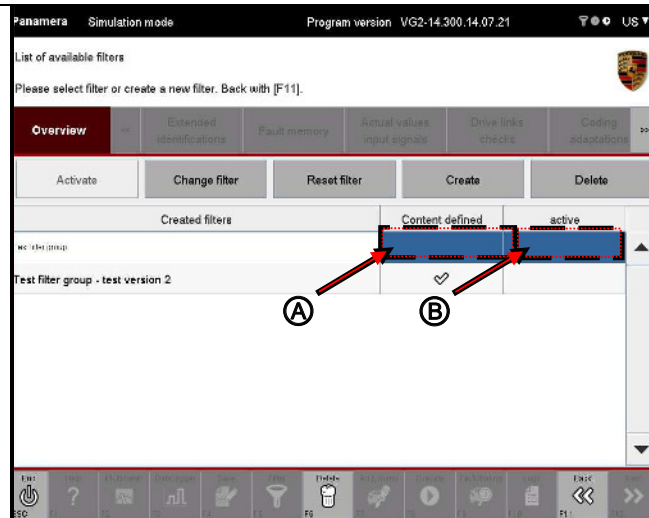 Panamera Simulation mode Program version VG2-14.300.14.07.21 US
List of available filters
Please select filter or create a new filter. Back with [F11].
Overview Extended identifications Fault memory Actual values input signals Drive links checks Coding adaptations
Activate Change filter Reset filter Create Delete
Created filters Content defined active
Test filter group - test version 2
A B
Delete
ESC F6 F11